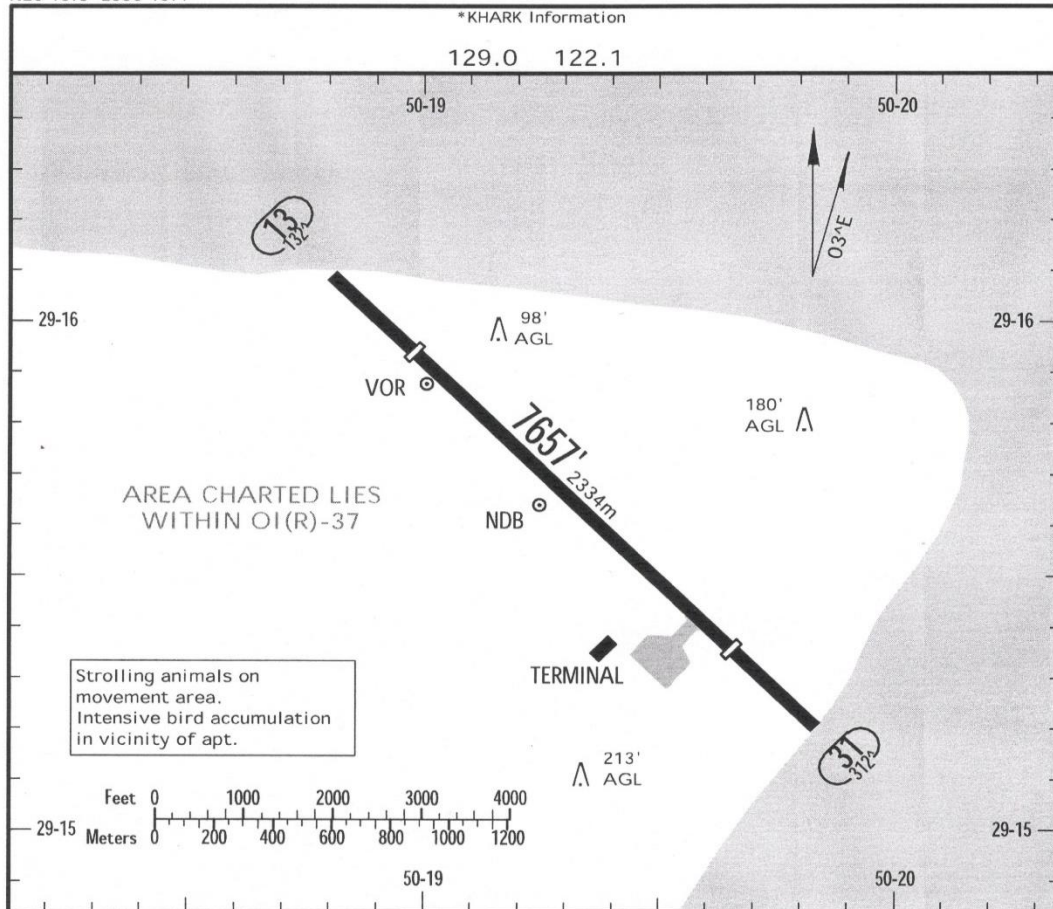 *KHARK Information
129.0 122.1
50-19
50-20
13
132^
03^E
29-16
98'
AGL
29-16
VOR
180'
AGL
7657'
2334m
AREA CHARTED LIES
WITHIN OI(R)-37
NDB
TERMINAL
Strolling animals on
movement area.
Intensive bird accumulation
in vicinity of apt.
31
312^
213'
AGL
Feet 0 1000 2000 3000 4000
Meters 0 200 400 600 800 1000 1200
29-15
29-15
50-19
50-20